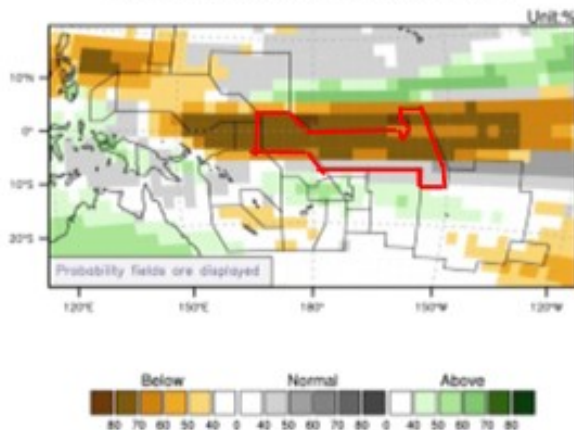 Unit:%
10°N
0°
10°S
20°S
Probability fields are displayed
120°E 150°E 180° 150°W 120°W
Below Normal Above
80 70 60 50 40 0 40 50 60 70 80 0 40 50 60 70 80